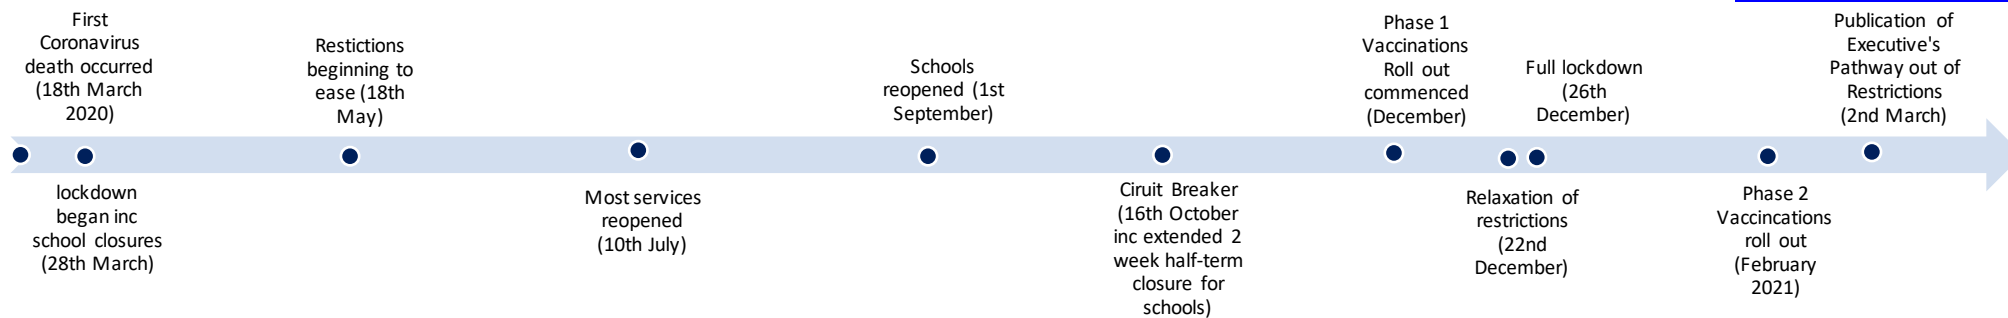 First
Coronavirus
death occurred
(18th March
2020)
lockdown
began inc
school closures
(28th March)
Restictions
beginning to
ease (18th
May)
Most services
reopened
(10th July)
Schools
reopened (1st
September)
Ciruit Breaker
(16th October
inc extended 2
week half-term
closure for
schools)
Phase 1
Vaccinations
Roll out
commenced
(December)
Relaxation of
restrictions
(22nd
December)
Full lockdown
(26th
December)
Phase 2
Vaccincations
roll out
(February
2021)
Publication of
Executive's
Pathway out of
Restrictions
(2nd March)